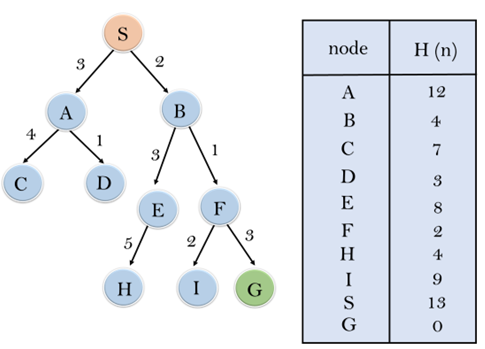 S
3 2
A B
4 1 3 1
C D E F
5 2 3
H I G
node H (n)
A 12
B 4
C 7
D 3
E 8
F 2
H 4
I 9
S 13
G 0